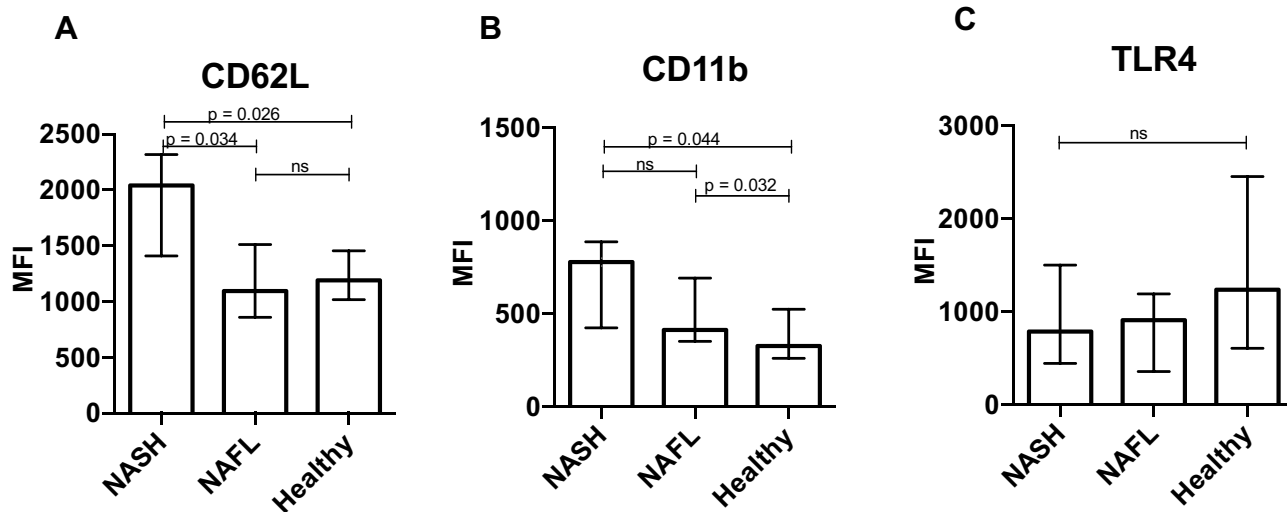 A
CD62L
p = 0.026
p = 0.034
ns
MFI
2500
2000
1500
1000
500
0
NASH
NAFL
Healthy
B
CD11b
p = 0.044
ns
p = 0.032
MFI
1500
1000
500
0
NASH
NAFL
Healthy
C
TLR4
ns
MFI
3000
2000
1000
0
NASH
NAFL
Healthy